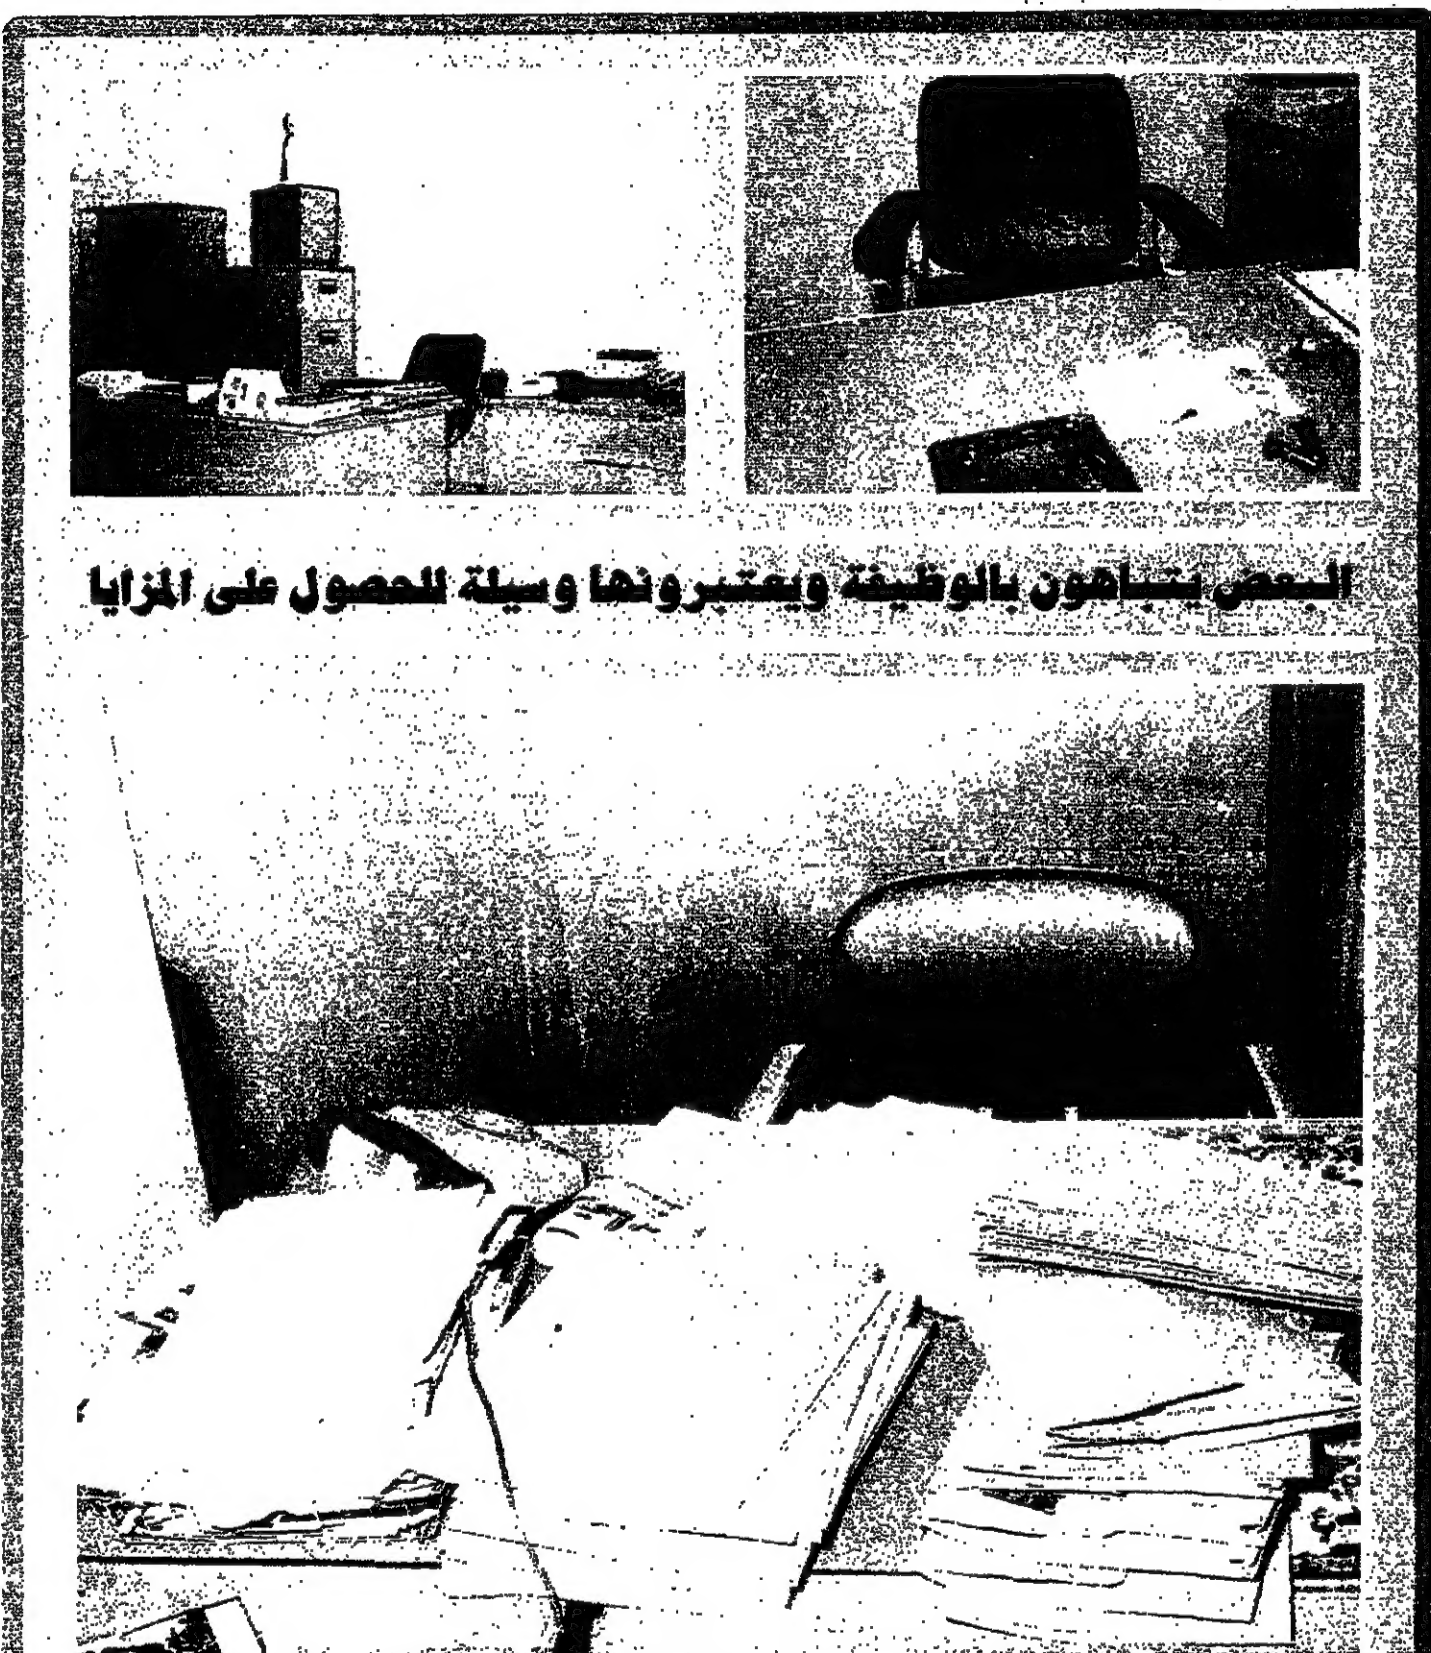 البعض يتباهون بالوظيفة ويعتبرونها وسيلة للحصول على المزايا